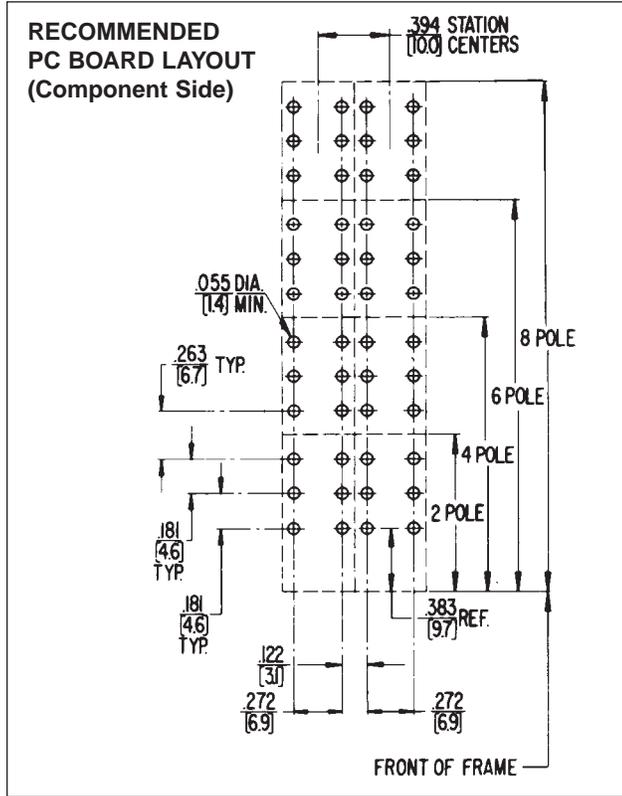 RECOMMENDED
PC BOARD LAYOUT
(Component Side)
.394 STATION
[10.0] CENTERS
.055 DIA.
[1.4] MIN.
.263
[6.7] TYP.
8 POLE
6 POLE
4 POLE
2 POLE
.181
[4.6]
TYP.
.181
[4.6]
TYP.
.383
[9.7] REF.
.122
[3.1]
.272
[6.9]
.272
[6.9]
FRONT OF FRAME